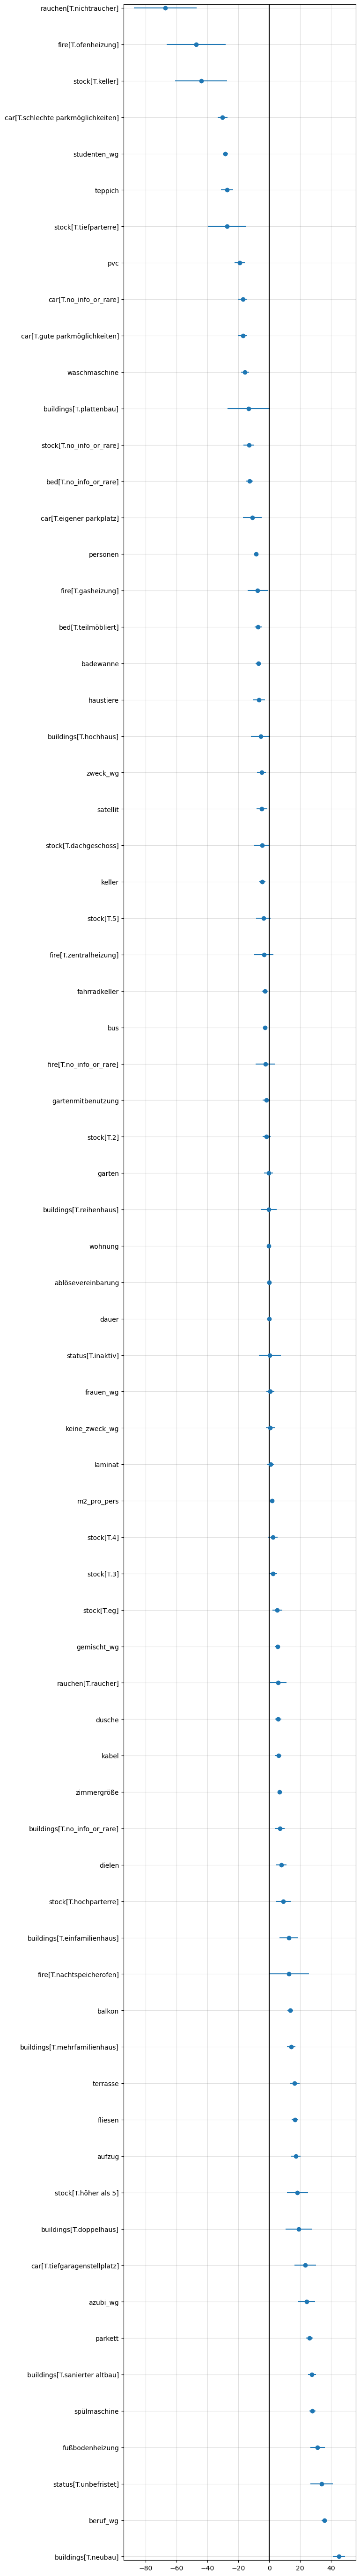 rauchen[T.nichtraucher]
fire[T.ofenheizung]
stock[T.keller]
car[T.schlechte parkmöglichkeiten]
studenten_wg
teppich
stock[T.tiefparterre]
pvc
car[T.no_info_or_rare]
car[T.gute parkmöglichkeiten]
waschmaschine
buildings[T.plattenbau]
stock[T.no_info_or_rare]
bed[T.no_info_or_rare]
car[T.eigener parkplatz]
personen
fire[T.gasheizung]
bed[T.teilmöbliert]
badewanne
haustiere
buildings[T.hochhaus]
zweck_wg
satellit
stock[T.dachgeschoss]
keller
stock[T.5]
fire[T.zentralheizung]
fahrradkeller
bus
fire[T.no_info_or_rare]
gartenmitbenutzung
stock[T.2]
garten
buildings[T.reihenhaus]
wohnung
ablösevereinbarung
dauer
status[T.inaktiv]
frauen_wg
keine_zweck_wg
laminat
m2_pro_pers
stock[T.4]
stock[T.3]
stock[T.eg]
gemischt_wg
rauchen[T.raucher]
dusche
kabel
zimmergröße
buildings[T.no_info_or_rare]
dielen
stock[T.hochparterre]
buildings[T.einfamilienhaus]
fire[T.nachtspeicherofen]
balkon
buildings[T.mehrfamilienhaus]
terrasse
fliesen
aufzug
stock[T.höher als 5]
buildings[T.doppelhaus]
car[T.tiefgaragenstellplatz]
azubi_wg
parkett
buildings[T.sanierter altbau]
spülmaschine
fußbodenheizung
status[T.unbefristet]
beruf_wg
buildings[T.neubau]
−80 −60 −40 −20 0 20 40